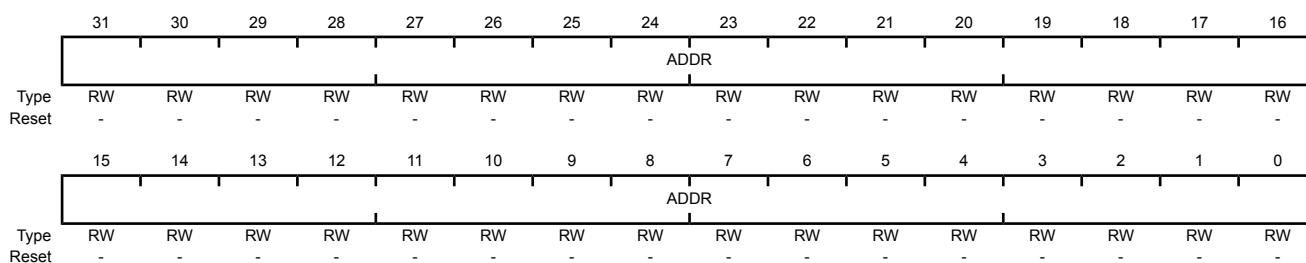 31 30 29 28 27 26 25 24 23 22 21 20 19 18 17 16
ADDR
Type RW RW RW RW RW RW RW RW RW RW RW RW RW RW RW RW
Reset - - - - - - - - - - - - - - - -
15 14 13 12 11 10 9 8 7 6 5 4 3 2 1 0
ADDR
Type RW RW RW RW RW RW RW RW RW RW RW RW RW RW RW RW
Reset - - - - - - - - - - - - - - - -